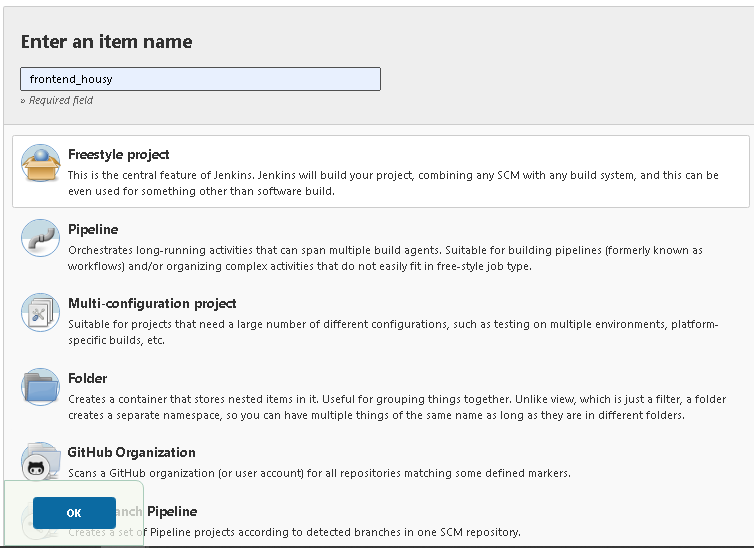 Enter an item name
frontend_housy
» Required field
Freestyle project
This is the central feature of Jenkins. Jenkins will build your project, combining any SCM with any build system, and this can be
even used for something other than software build.
Pipeline
Orchestrates long-running activities that can span multiple build agents. Suitable for building pipelines (formerly known as
workflows) and/or organizing complex activities that do not easily fit in free-style job type.
Multi-configuration project
Suitable for projects that need a large number of different configurations, such as testing on multiple environments, platform-
specific builds, etc.
Folder
Creates a container that stores nested items in it. Useful for grouping things together. Unlike view, which is just a filter, a folder
creates a separate namespace, so you can have multiple things of the same name as long as they are in different folders.
GitHub Organization
Scans a GitHub organization (or user account) for all repositories matching some defined markers.
OK
Pipeline
Creates a set of Pipeline projects according to detected branches in one SCM repository.